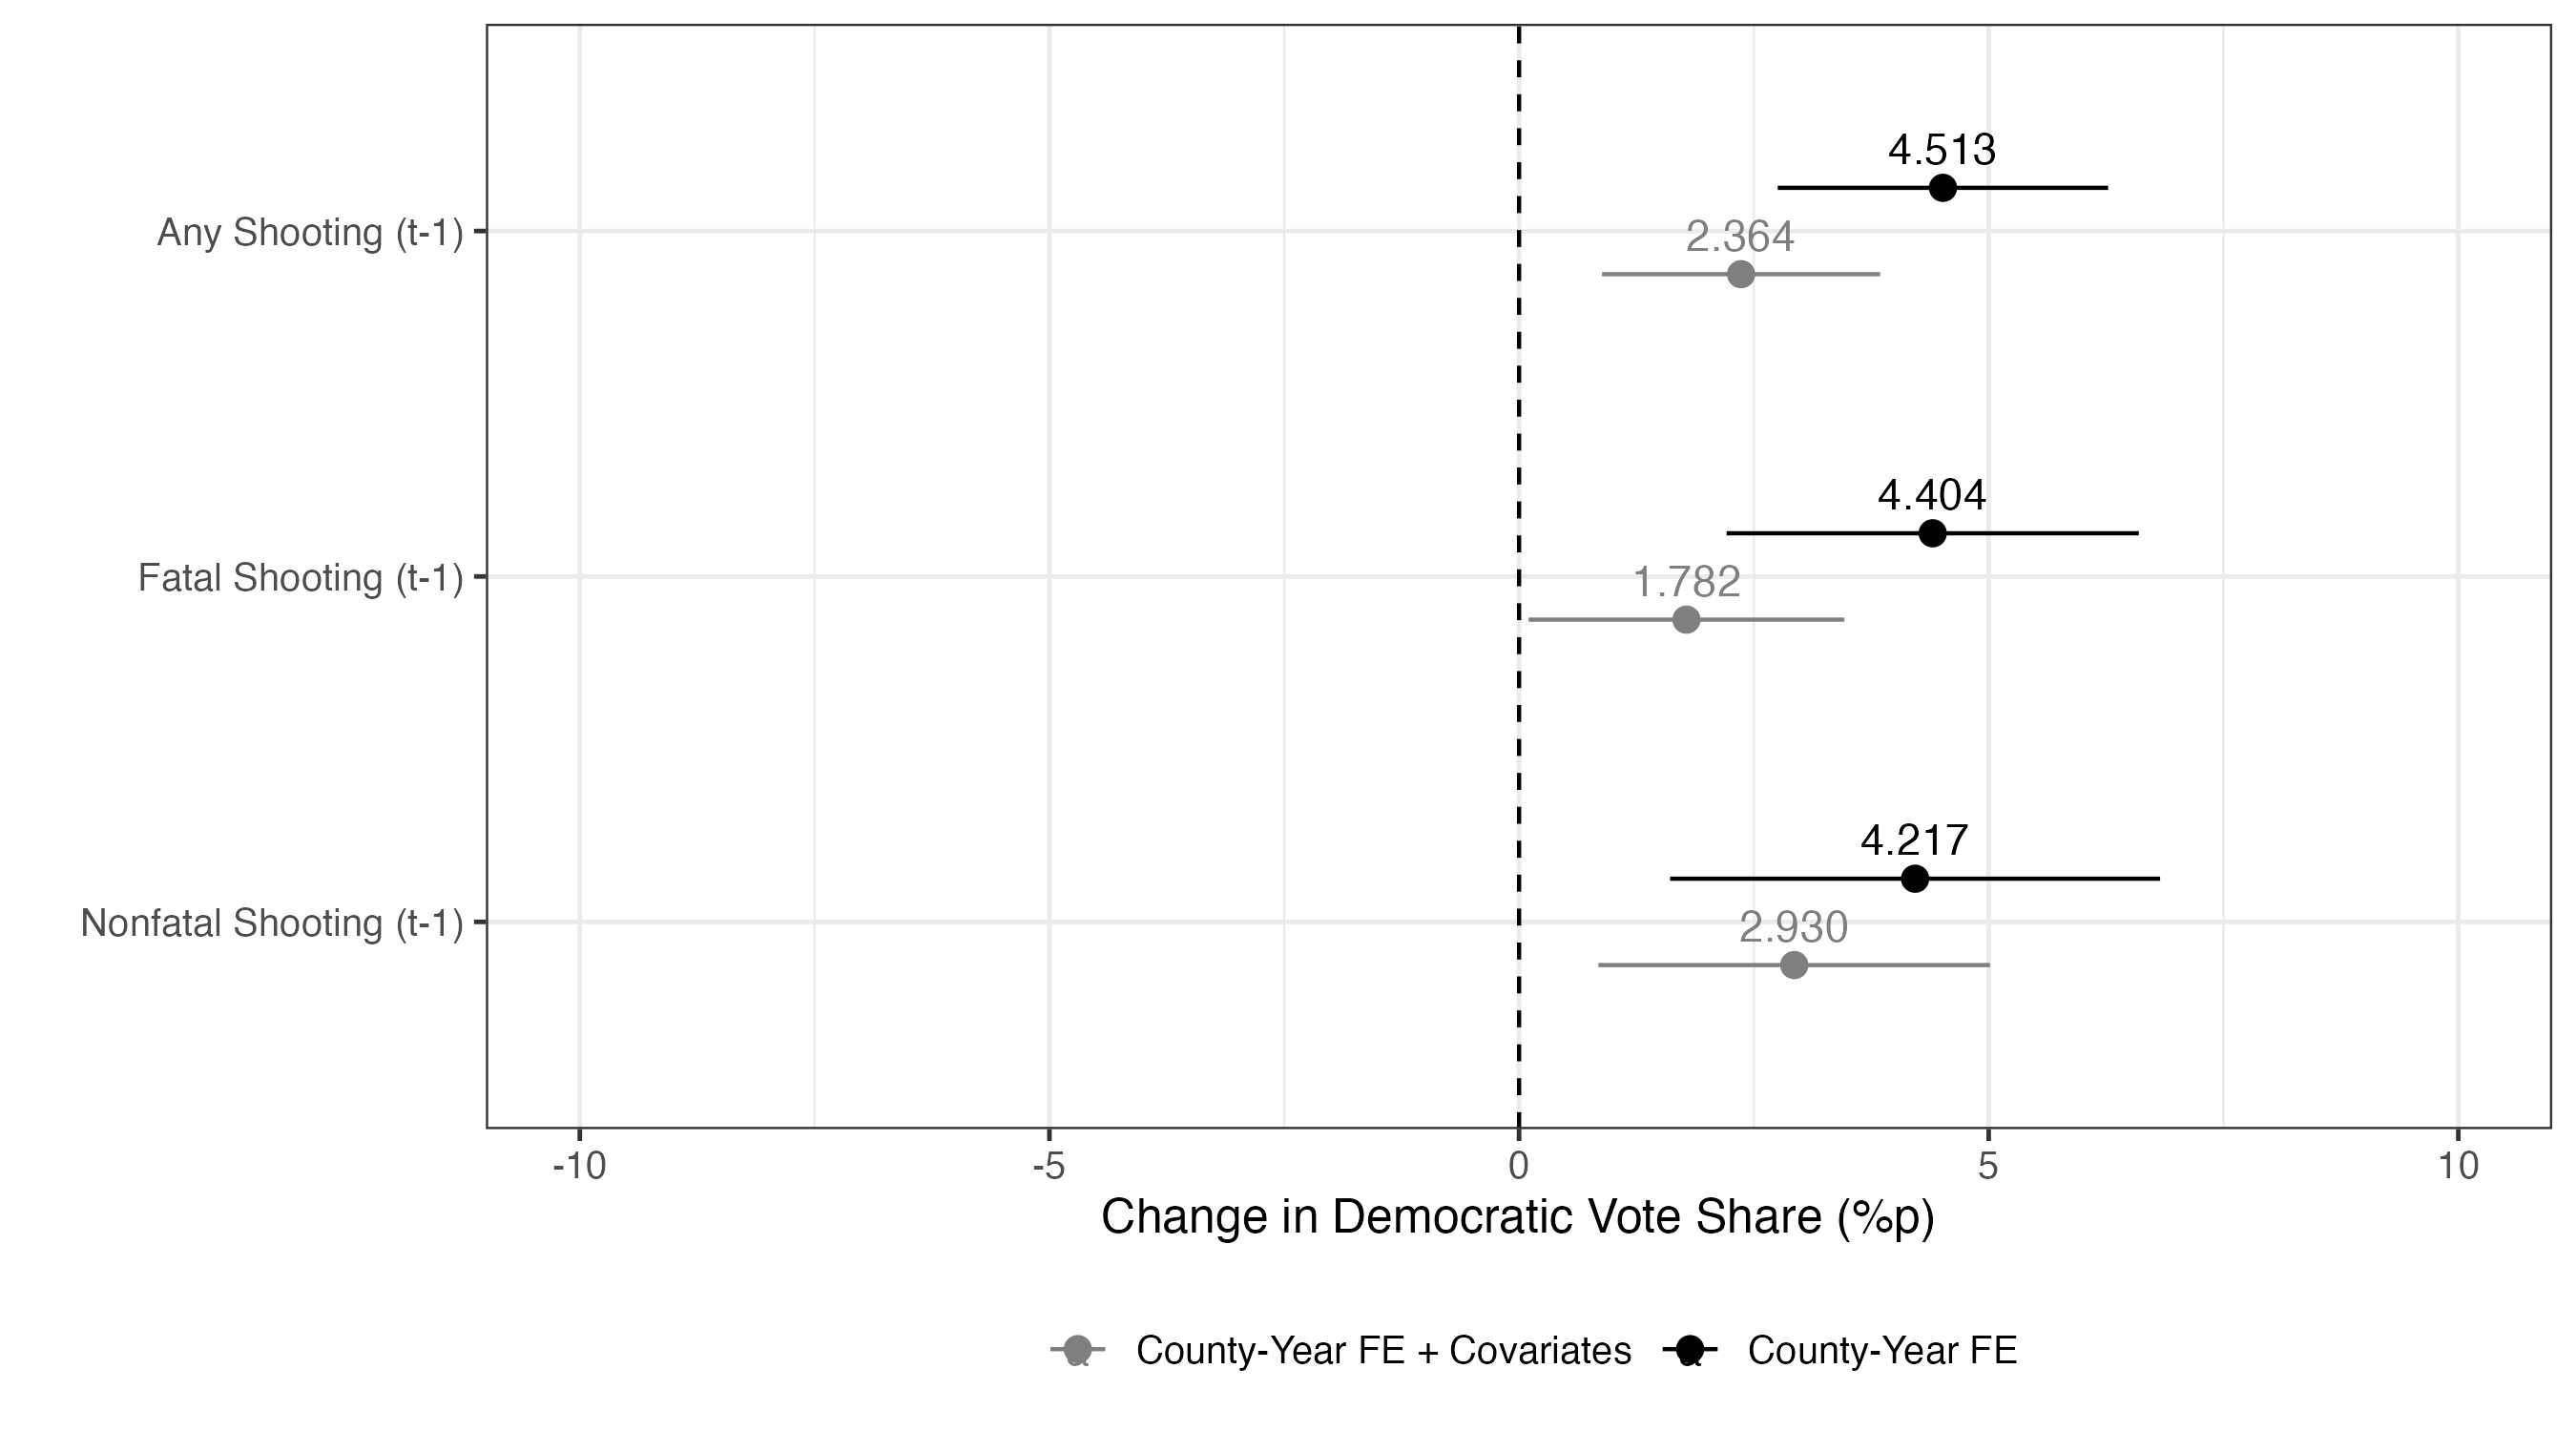 4.513
Any Shooting (t-1)
2.364
4.404
Fatal Shooting (t-1)
1.782
4.217
Nonfatal Shooting (t-1)
2.930
-10 -5 0 5 10
Change in Democratic Vote Share (%p)
County-Year FE + Covariates County-Year FE